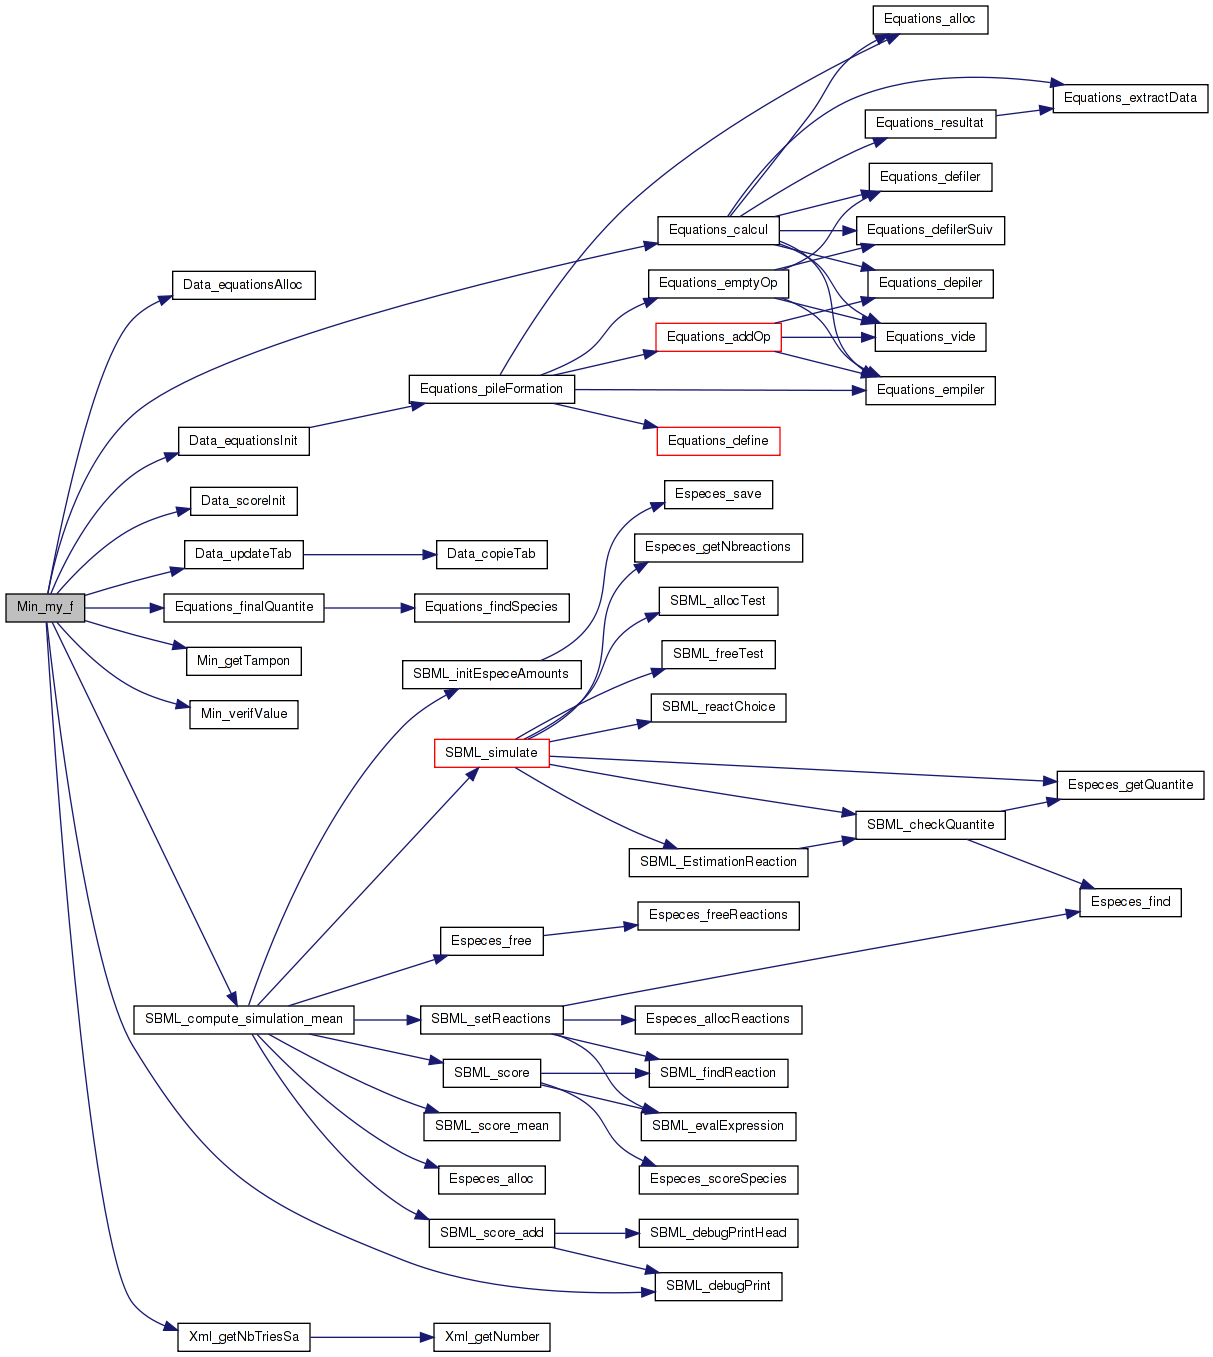 Equations_alloc
Equations_extractData
Equations_resultat
Equations_defiler
Equations_calcul
Equations_defilerSuiv
Data_equationsAlloc
Equations_emptyOp
Equations_depiler
Equations_addOp
Equations_vide
Equations_pileFormation
Equations_empiler
Data_equationsInit
Equations_define
Data_scoreInit
Especes_save
Data_updateTab
Data_copieTab
Especes_getNbreactions
Min_my_f
Equations_finalQuantite
Equations_findSpecies
SBML_allocTest
Min_getTampon
SBML_initEspeceAmounts
SBML_freeTest
Min_verifValue
SBML_reactChoice
SBML_simulate
Especes_getQuantite
SBML_checkQuantite
SBML_EstimationReaction
Especes_find
Especes_freeReactions
Especes_free
SBML_compute_simulation_mean
SBML_setReactions
Especes_allocReactions
SBML_score
SBML_findReaction
SBML_score_mean
SBML_evalExpression
Especes_alloc
Especes_scoreSpecies
SBML_score_add
SBML_debugPrintHead
SBML_debugPrint
Xml_getNbTriesSa
Xml_getNumber